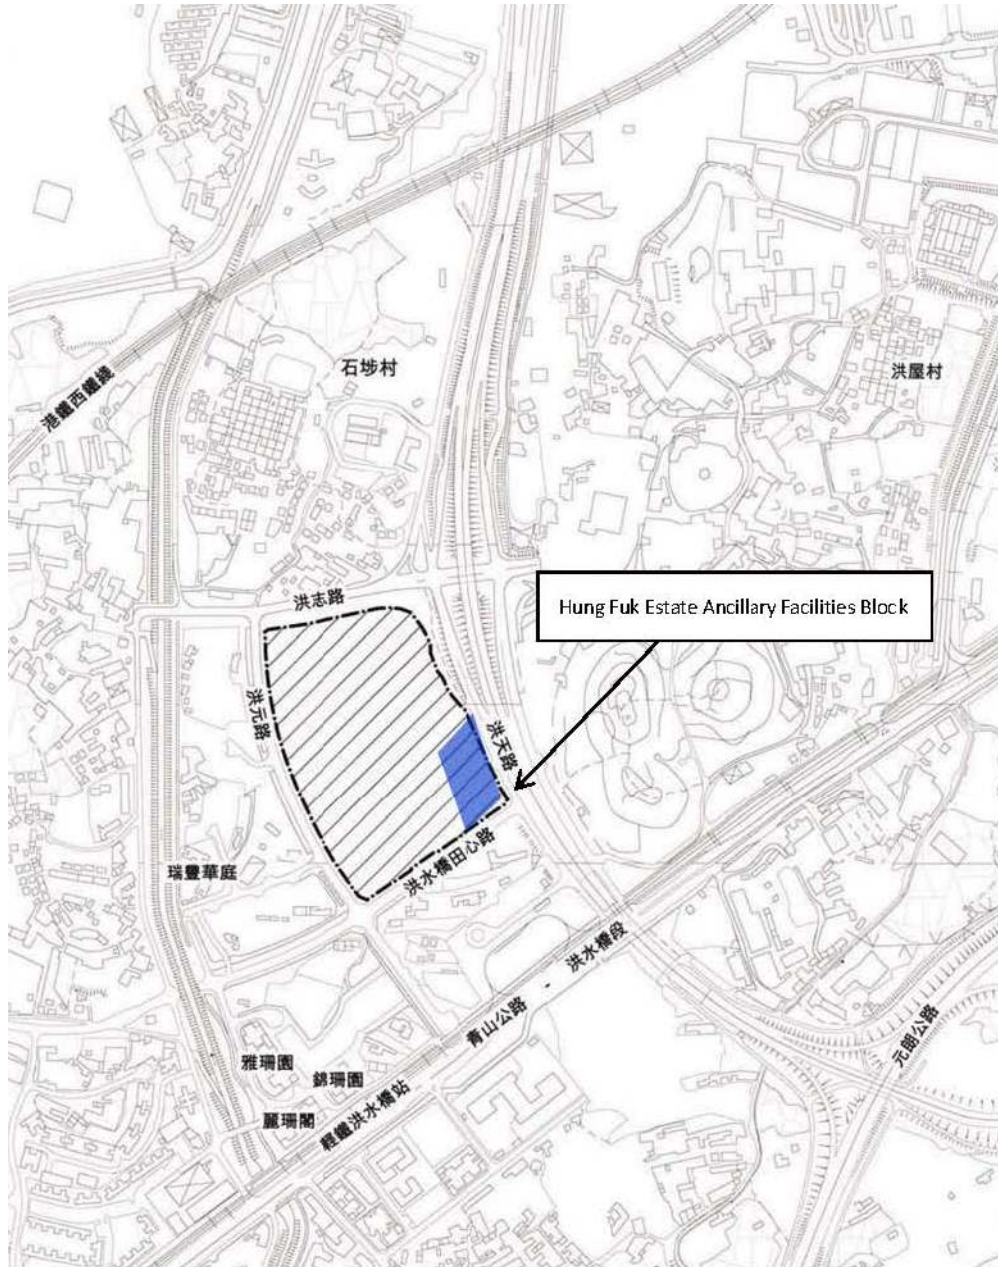 石埗村
洪屋村
港鐵西鐵綫
洪志路
Hung Fuk Estate Ancillary Facilities Block
洪元路
洪天路
洪水橋田心路
瑞豐華庭
洪水橋段
青山公路 -
元朗公路
雅珊園
錦珊園
麗珊閣
輕鐵洪水橋站